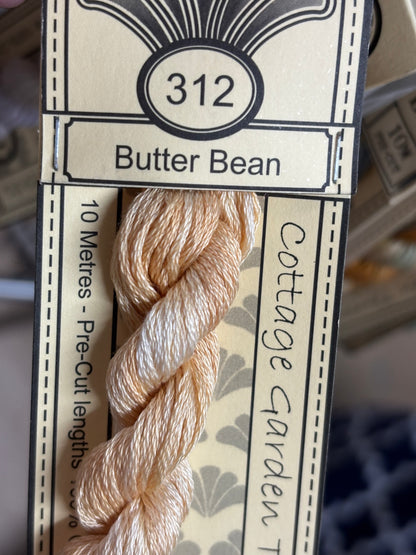 312
Butter Bean
Cottage Garden T
10 Metres - Pre-Cut lengths